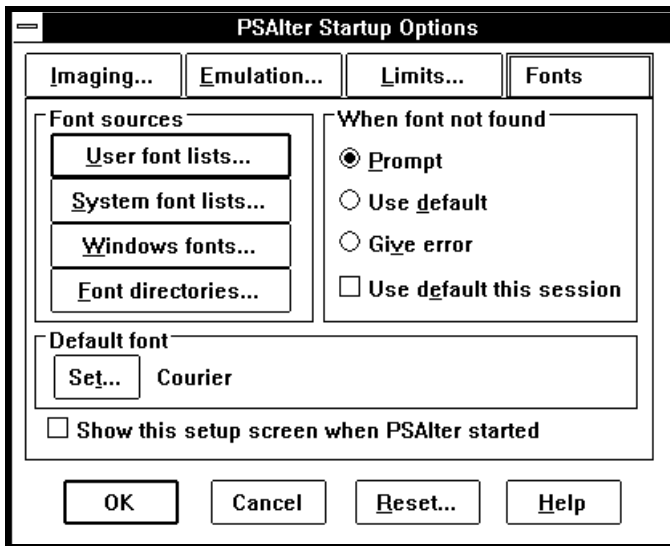 PSAlter Startup Options
Imaging... Emulation... Limits... Fonts
Font sources
User font lists...
System font lists...
Windows fonts...
Font directories...
When font not found
Prompt
Use default
Give error
Use default this session
Default font
Set... Courier
Show this setup screen when PSAlter started
OK Cancel Reset... Help